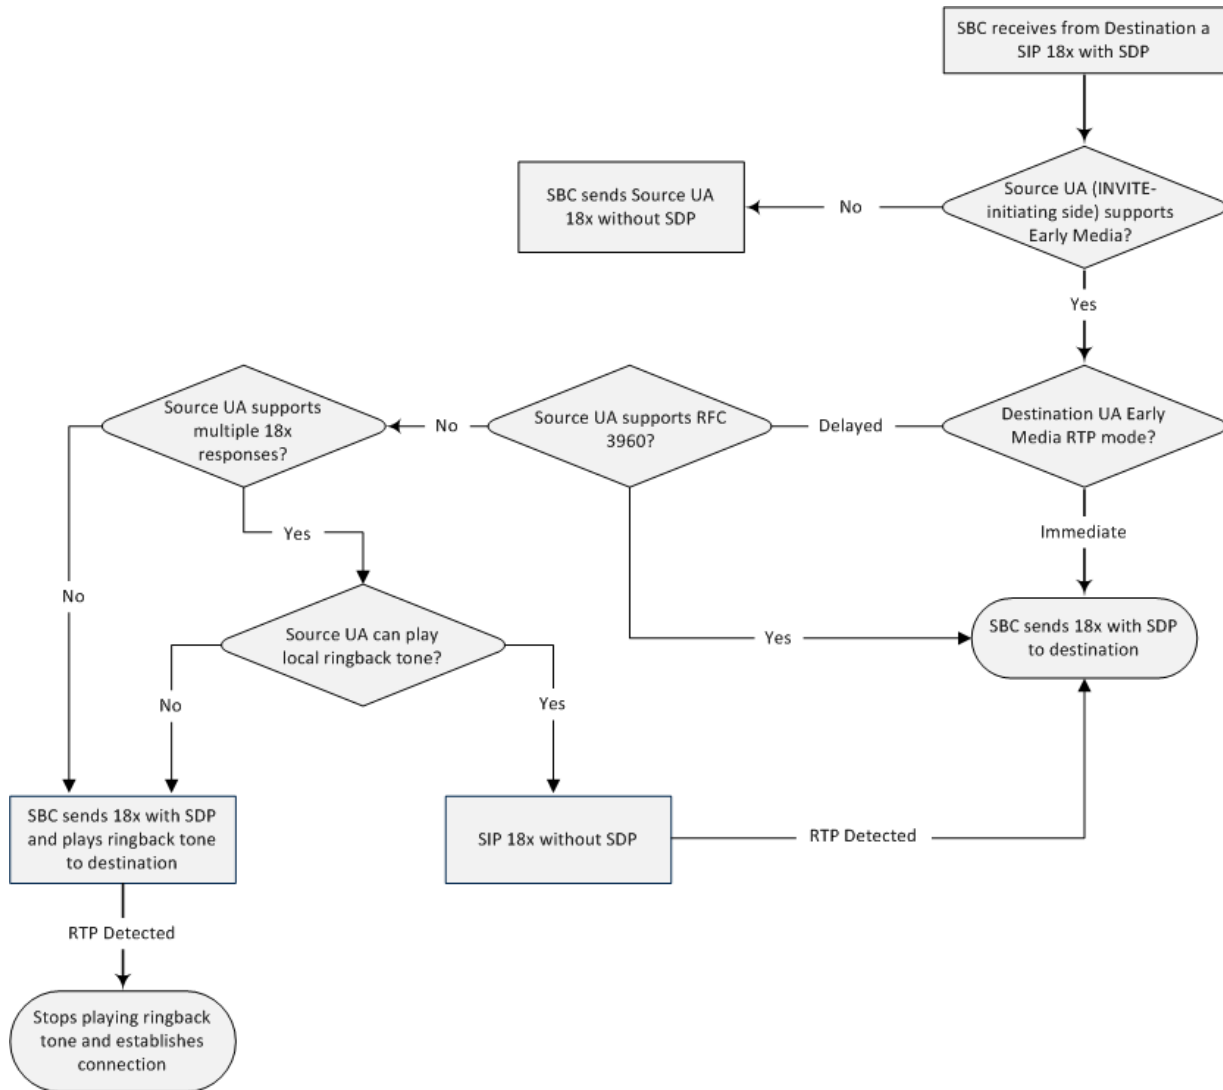 SBC receives from Destination a
SIP 18x with SDP
SBC sends Source UA
18x without SDP
No
Source UA (INVITE-
initiating side) supports
Early Media?
Yes
Source UA supports
multiple 18x
responses?
No
Source UA supports RFC
3960?
Delayed
Destination UA Early
Media RTP mode?
Yes
Immediate
No
Source UA can play
local ringback tone?
Yes
SBC sends 18x with SDP
to destination
No
Yes
SBC sends 18x with SDP
and plays ringback tone
to destination
SIP 18x without SDP
RTP Detected
RTP Detected
Stops playing ringback
tone and establishes
connection